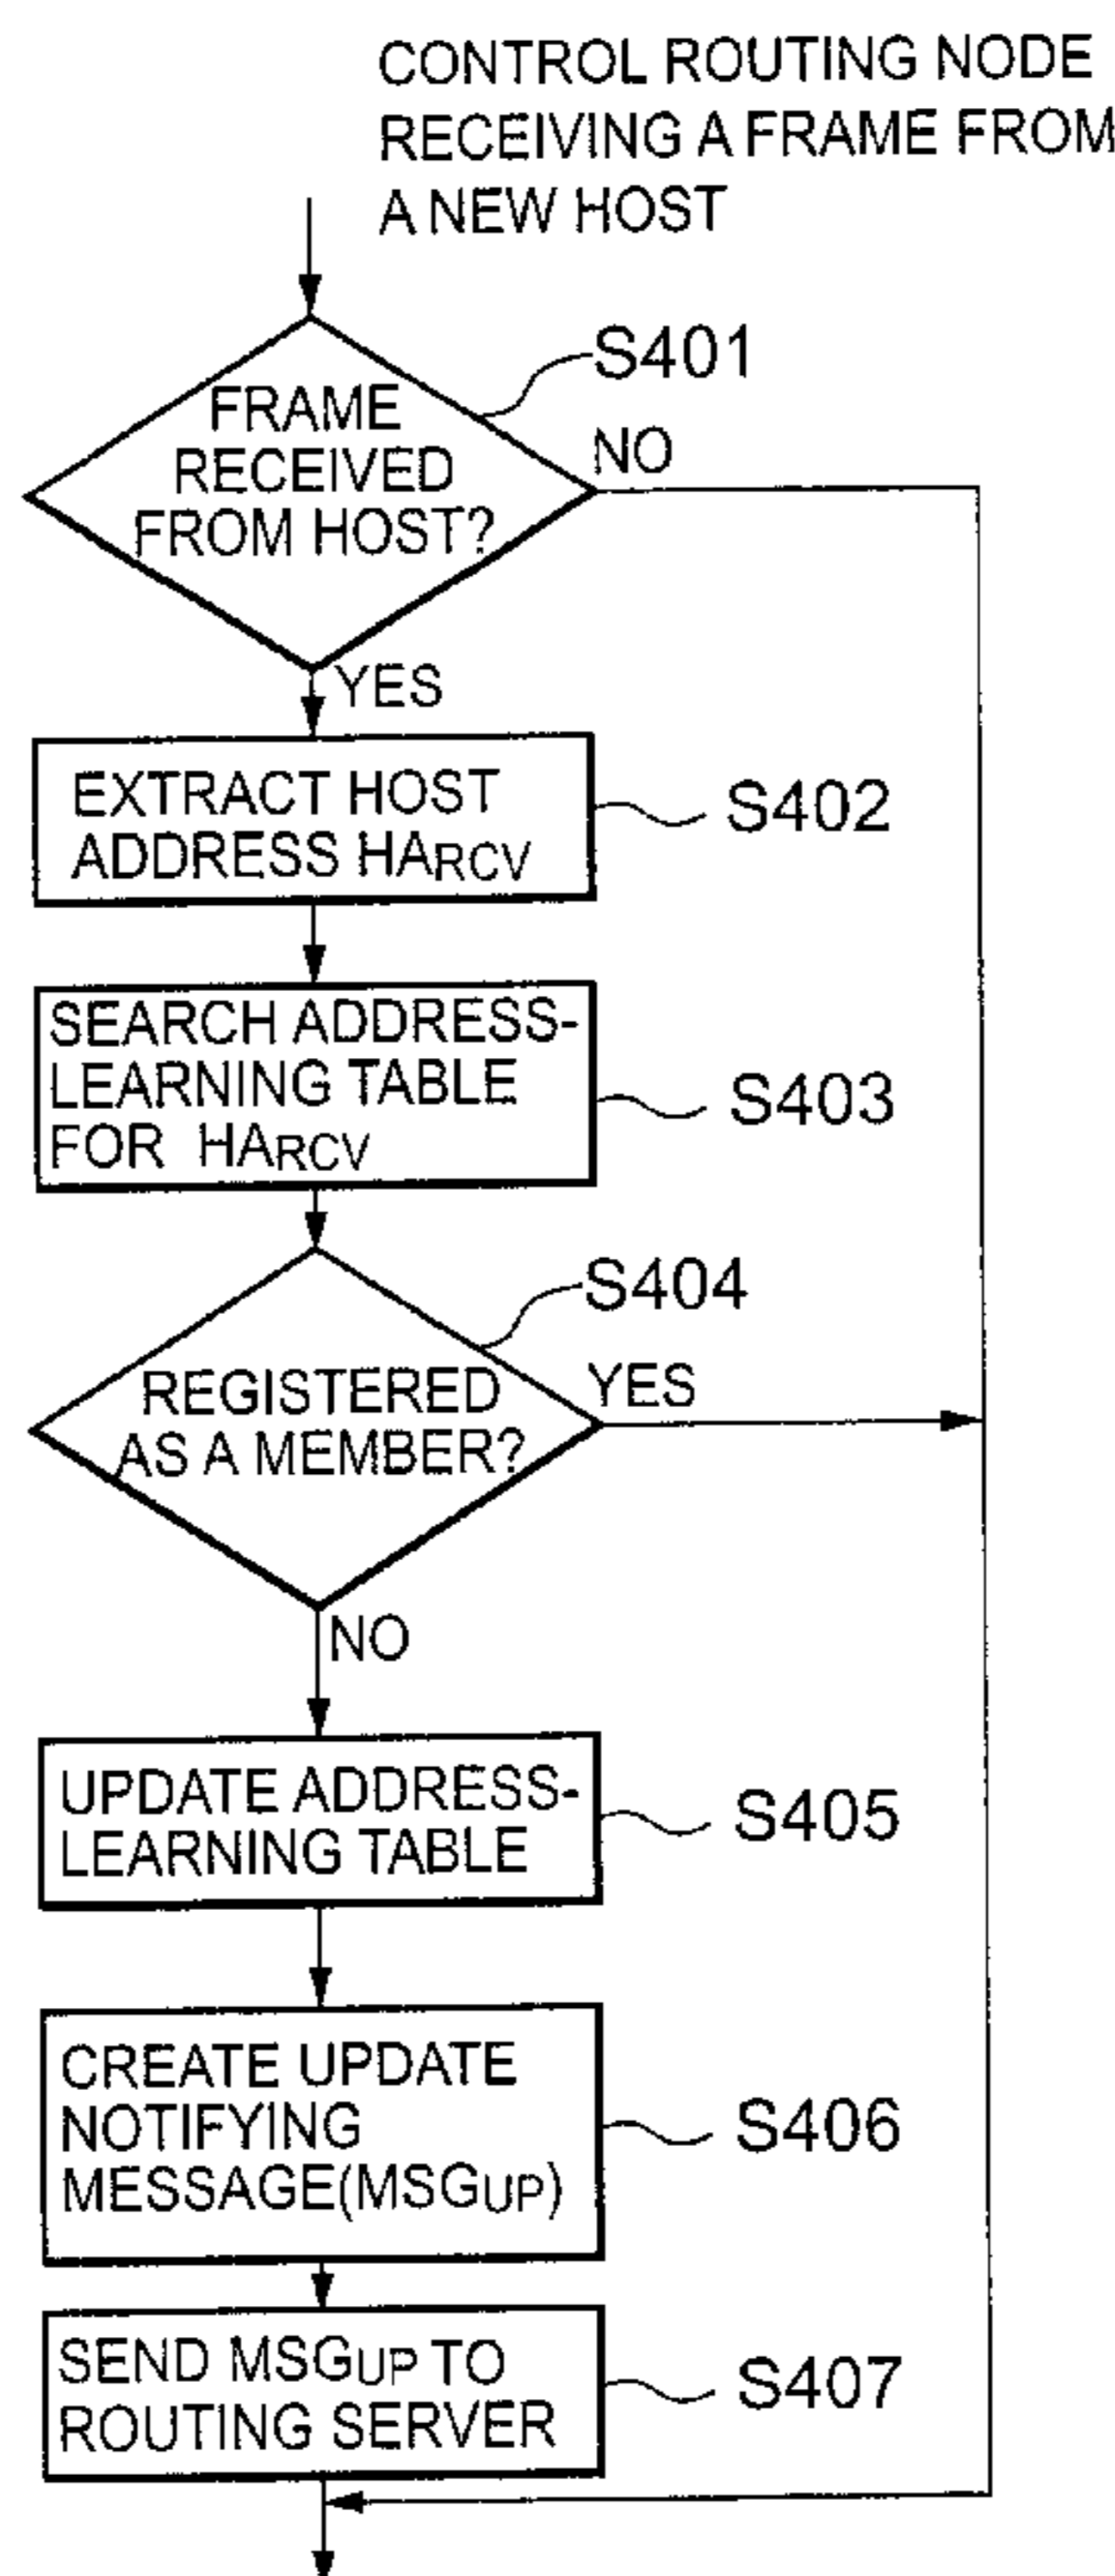 CONTROL ROUTING NODE
RECEIVING A FRAME FROM
A NEW HOST
S401
FRAME
RECEIVED
FROM HOST?
NO
YES
EXTRACT HOST
ADDRESS HARCV
S402
SEARCH ADDRESS-
LEARNING TABLE
FOR HARCV
S403
S404
REGISTERED
AS A MEMBER?
YES
NO
UPDATE ADDRESS-
LEARNING TABLE
S405
CREATE UPDATE
NOTIFYING
MESSAGE(MSGUP)
S406
SEND MSGUP TO
ROUTING SERVER
S407